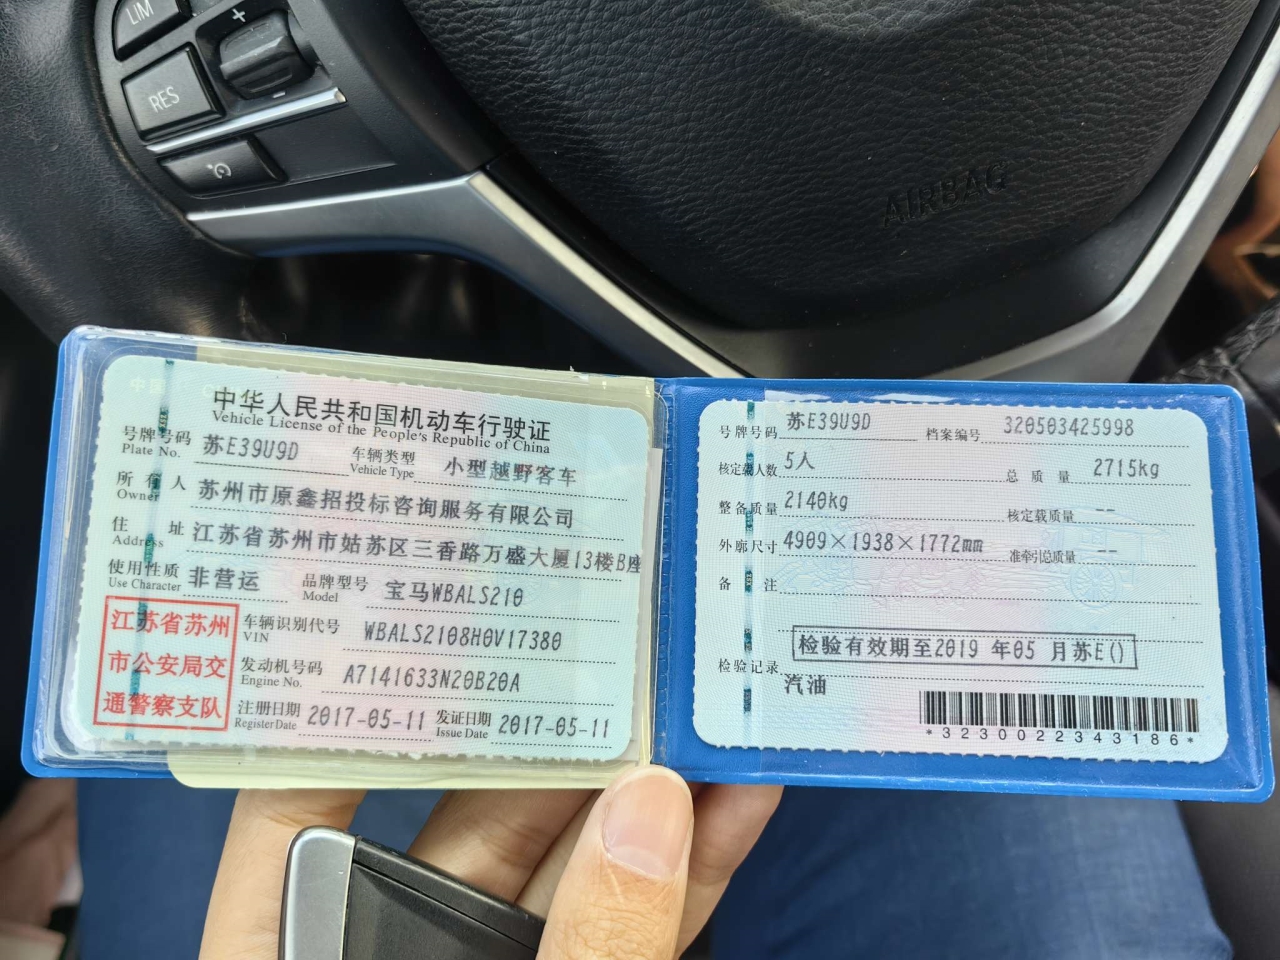 LIM
+
RES
-
AIRBAG
中华人民共和国机动车行驶证
Vehicle License of the People's Republic of China
号牌号码 苏E39U9D 车辆类型 小型越野客车
Plate No. Vehicle Type
所有人 苏州市原鑫招投标咨询服务有限公司
Owner
住址 江苏省苏州市姑苏区三香路万盛大厦13楼B座
Address
使用性质 非营运 品牌型号 宝马WBALS210
Use Character Model
江苏省苏州
市公安局交
通警察支队
车辆识别代号 WBALS2108H0V17380
VIN
发动机号码 A7141633N20B20A
Engine No.
注册日期 2017-05-11 发证日期 2017-05-11
Register Date Issue Date
号牌号码 苏E39U9D 档案编号 320503425998
核定载人数 5人 总质量 2715kg
整备质量 2140kg 核定载质量 --
外廓尺寸 4909×1938×1772mm 准牵引总质量 --
备注
检验有效期至2019 年05 月苏E()
检验记录
汽油
*3230022343186*